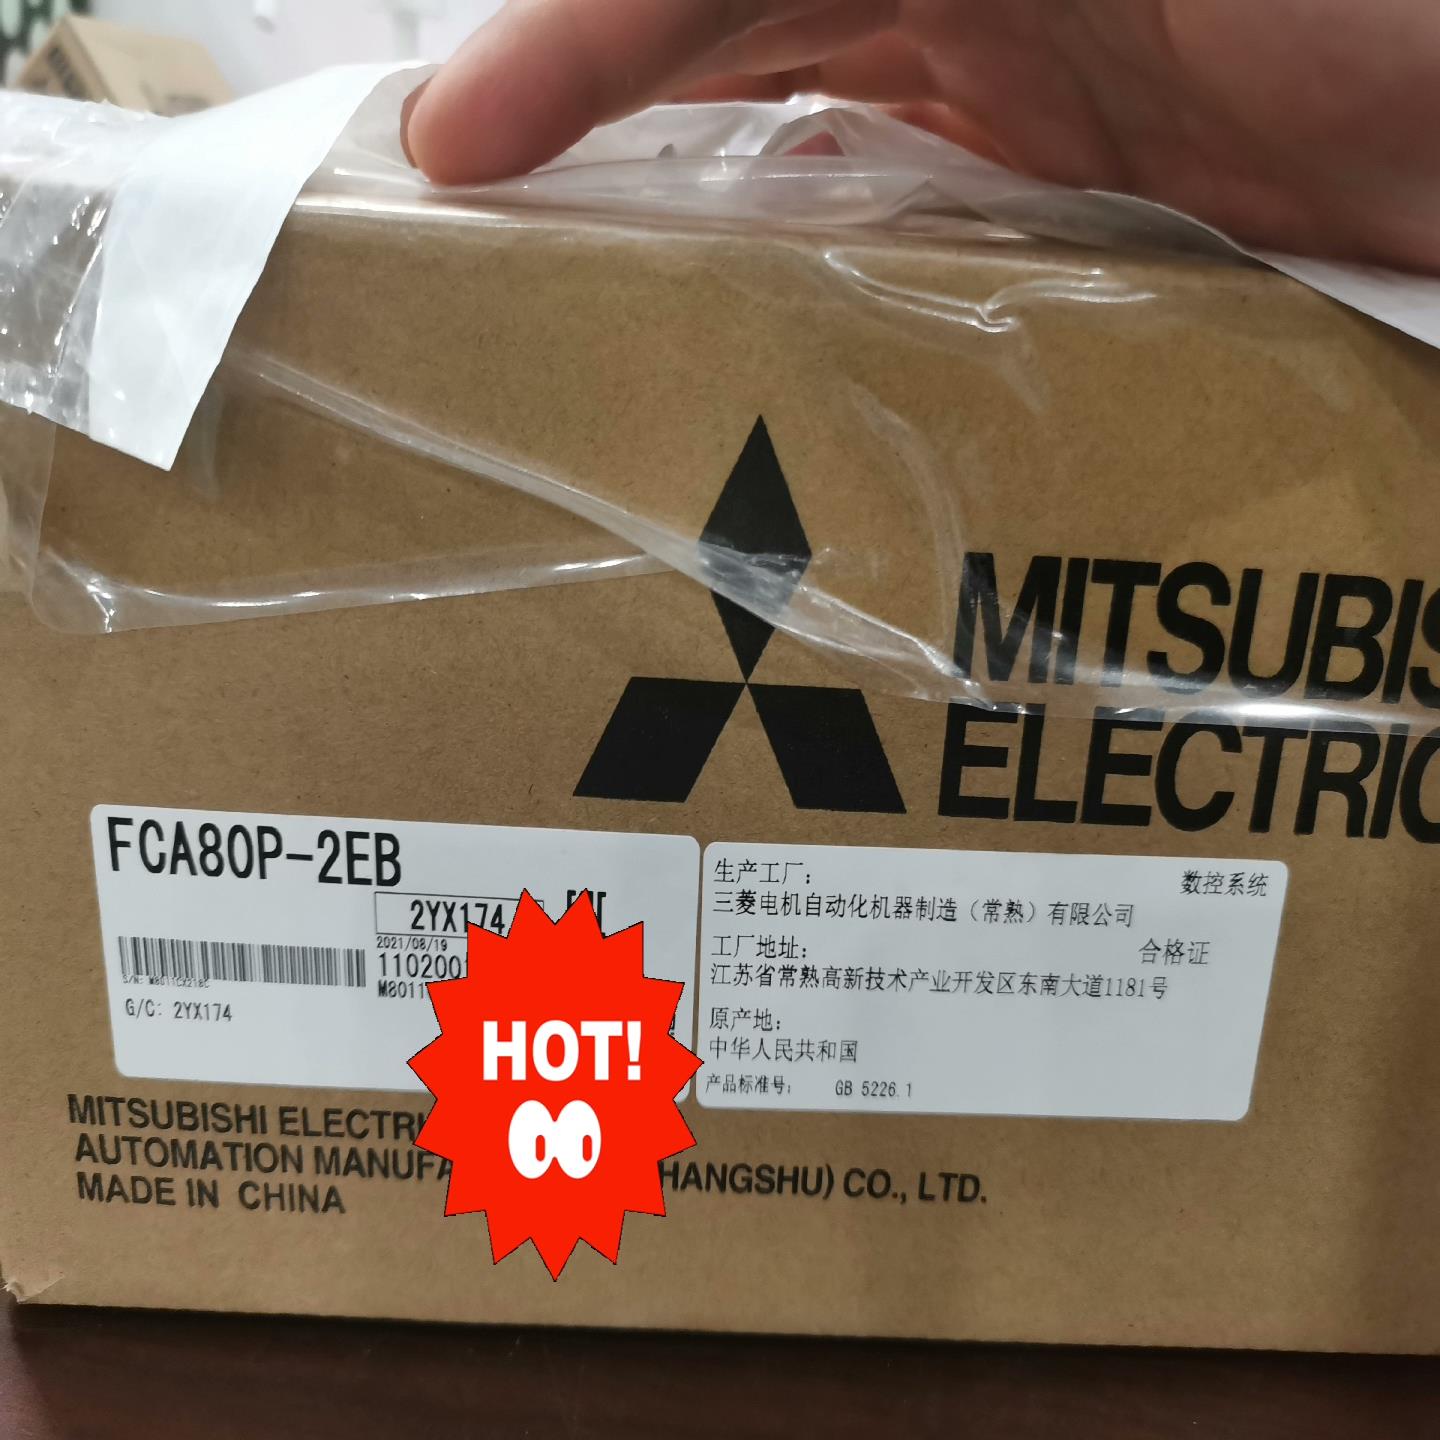 MITSUBIS
ELECTRIC
FCA80P-2EB
2YX174
2021/08/19
S/N: M8011CX218C
G/C: 2YX174
生产工厂:
数控系统
三菱电机自动化机器制造(常熟)有限公司
工厂地址:
合格证
江苏省常熟高新技术产业开发区东南大道1181号
原产地:
中华人民共和国
产品标准号: GB 5226.1
HOT!
MITSUBISHI ELECTRI
AUTOMATION MANUFA HANGSHU) CO., LTD.
MADE IN CHINA